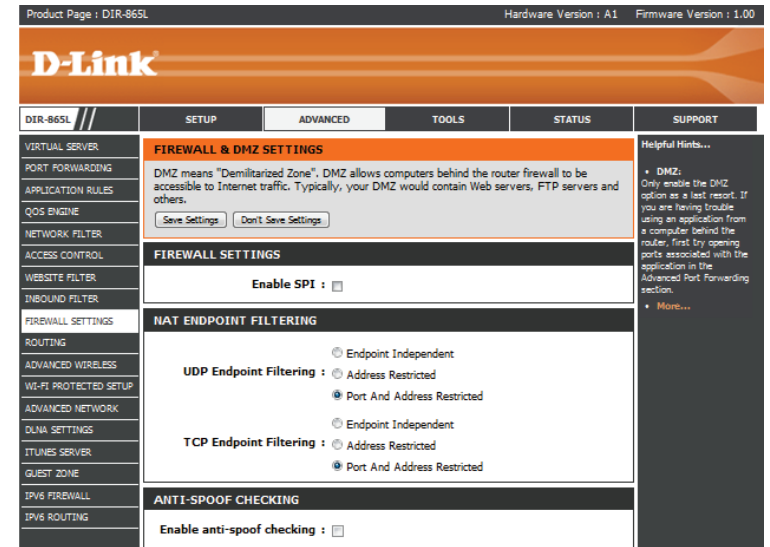 Product Page : DIR-865L
Hardware Version : A1
Firmware Version : 1.00
D-Link
DIR-865L
SETUP
ADVANCED
TOOLS
STATUS
SUPPORT
VIRTUAL SERVER
PORT FORWARDING
APPLICATION RULES
QOS ENGINE
NETWORK FILTER
ACCESS CONTROL
WEBSITE FILTER
INBOUND FILTER
FIREWALL SETTINGS
ROUTING
ADVANCED WIRELESS
WI-FI PROTECTED SETUP
ADVANCED NETWORK
DLNA SETTINGS
ITUNES SERVER
GUEST ZONE
IPV6 FIREWALL
IPV6 ROUTING
FIREWALL & DMZ SETTINGS
DMZ means "Demilitarized Zone". DMZ allows computers behind the router firewall to be
accessible to Internet traffic. Typically, your DMZ would contain Web servers, FTP servers and
others.
Save Settings
Don't Save Settings
FIREWALL SETTINGS
Enable SPI :
NAT ENDPOINT FILTERING
UDP Endpoint Filtering :
Endpoint Independent
Address Restricted
Port And Address Restricted
TCP Endpoint Filtering :
Endpoint Independent
Address Restricted
Port And Address Restricted
ANTI-SPOOF CHECKING
Enable anti-spoof checking :
Helpful Hints...
• DMZ:
Only enable the DMZ
option as a last resort. If
you are having trouble
using an application from
a computer behind the
router, first try opening
ports associated with the
application in the
Advanced Port Forwarding
section.
• More...